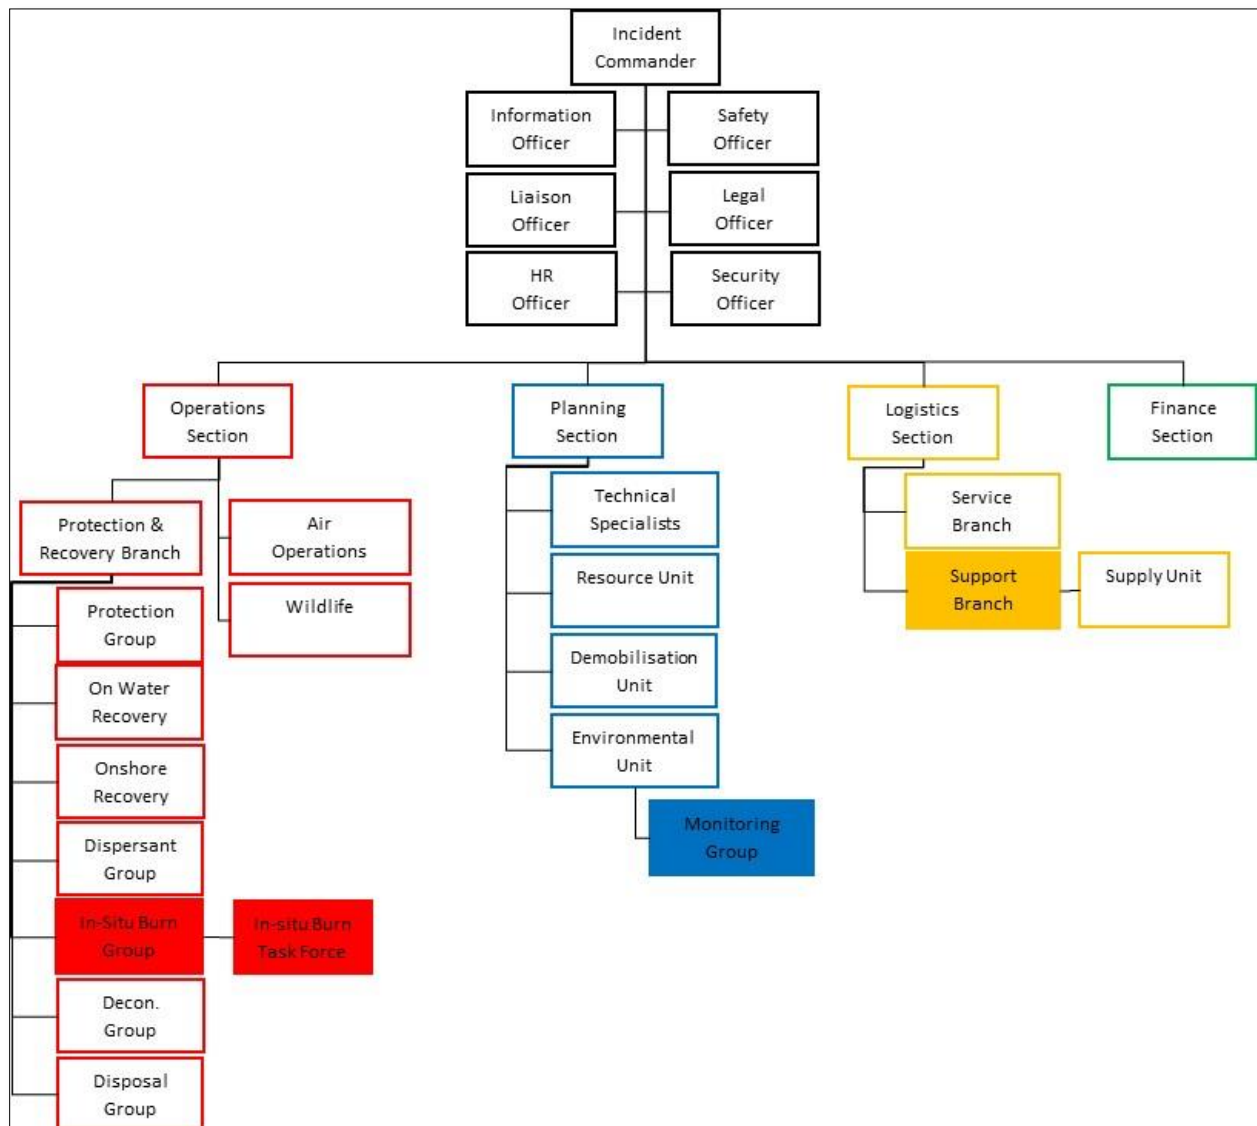 Incident
Commander
Information
Officer
Safety
Officer
Liaison
Officer
Legal
Officer
HR
Officer
Security
Officer
Operations
Section
Planning
Section
Logistics
Section
Finance
Section
Protection &
Recovery Branch
Air
Operations
Wildlife
Protection
Group
On Water
Recovery
Onshore
Recovery
Dispersant
Group
In-Situ Burn
Group
In-situ Burn
Task Force
Decon.
Group
Disposal
Group
Technical
Specialists
Resource Unit
Demobilisation
Unit
Environmental
Unit
Monitoring
Group
Service
Branch
Support
Branch
Supply Unit